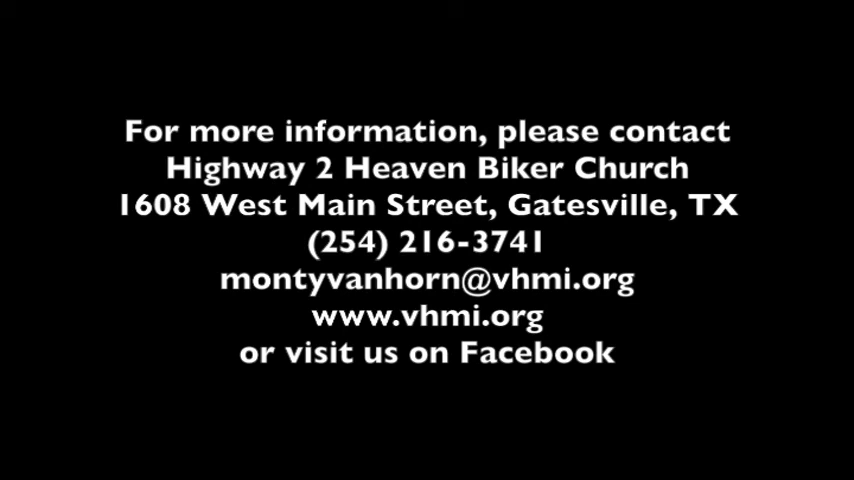 For more information, please contact
Highway 2 Heaven Biker Church
1608 West Main Street, Gatesville, TX
(254) 216-3741
montyvanhorn@vhmi.org
www.vhmi.org
or visit us on Facebook